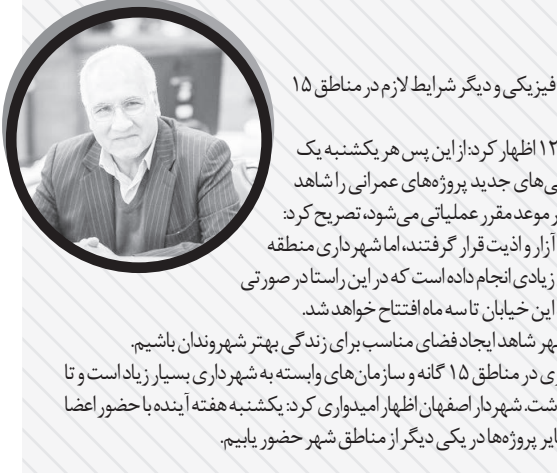 فیزیکی و دیگر شرایط لازم در مناطق ۱۵
۱۲ اظهار کرد: از این پس هر یکشنبه یک
ی‌های جدید پروژه‌های عمرانی را شاهد
ر موعد مقرر عملیاتی می‌شود، تصریح کرد:
آزار و اذیت قرار گرفتند، اما شهرداری منطقه
زیادی انجام داده است که در این راستا در صورتی
این خیابان تا سه ماه افتتاح خواهد شد.
هر شاهد ایجاد فضای مناسب برای زندگی بهتر شهروندان باشیم.
ری در مناطق ۱۵ گانه و سازمان‌های وابسته به شهرداری بسیار زیاد است و تا
شت. شهردار اصفهان اظهار امیدواری کرد: یکشنبه هفته آینده با حضور اعضا
ایر پروژه‌ها در یکی دیگر از مناطق شهر حضور یابیم.